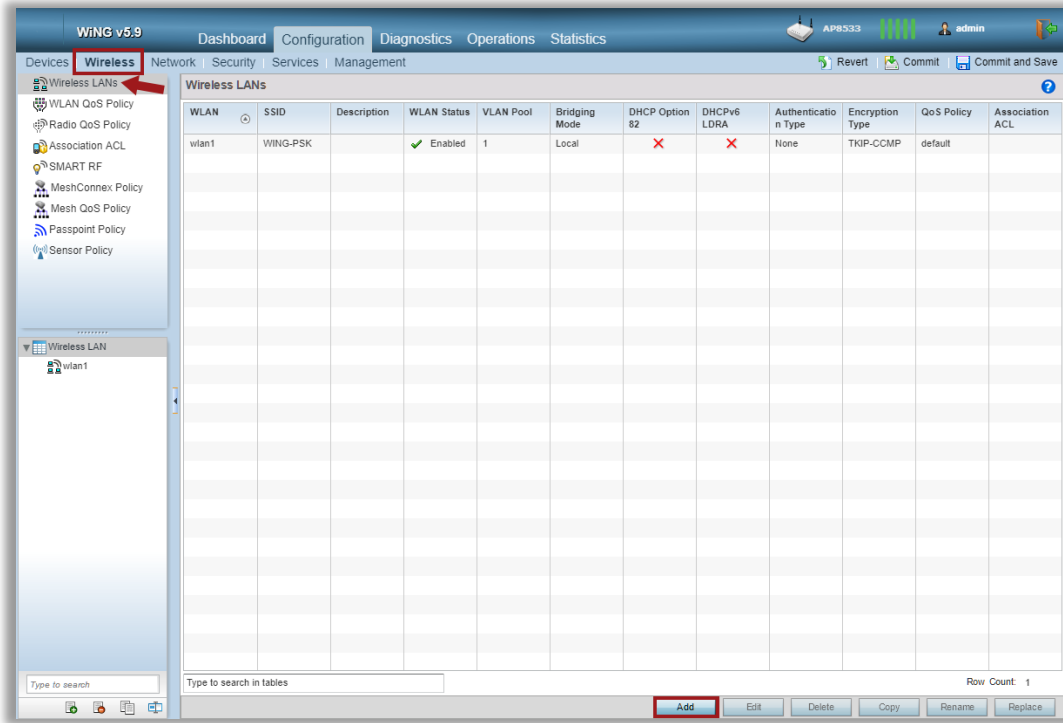 WiNG v5.9
Dashboard Configuration Diagnostics Operations Statistics
AP8533 admin
Devices Wireless Network Security Services Management
Revert Commit Commit and Save
Wireless LANs
WLAN QoS Policy
Radio QoS Policy
Association ACL
SMART RF
MeshConnex Policy
Mesh QoS Policy
Passpoint Policy
Sensor Policy
Wireless LAN
wlan1
Type to search
Wireless LANs
WLAN SSID Description WLAN Status VLAN Pool Bridging Mode DHCP Option 82 DHCPv6 LDRA Authenticatio n Type Encryption Type QoS Policy Association ACL
wlan1 WING-PSK Enabled 1 Local None TKIP-CCMP default
Type to search in tables
Row Count: 1
Add Edit Delete Copy Rename Replace